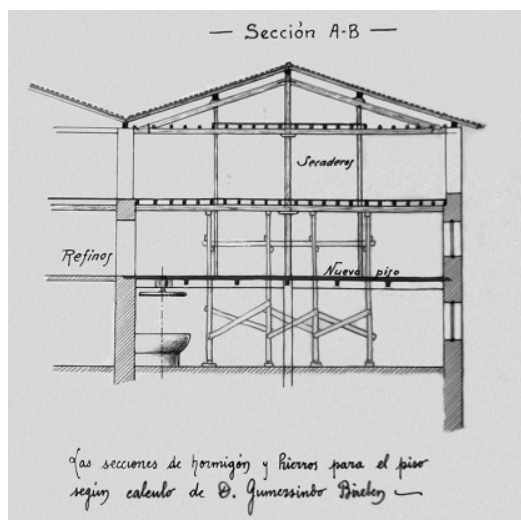 — Sección A-B —
Secaderos
Refinos
Nuevo piso
Las secciones de hormigón y hierros para el piso
según calculo de D. Gumersindo